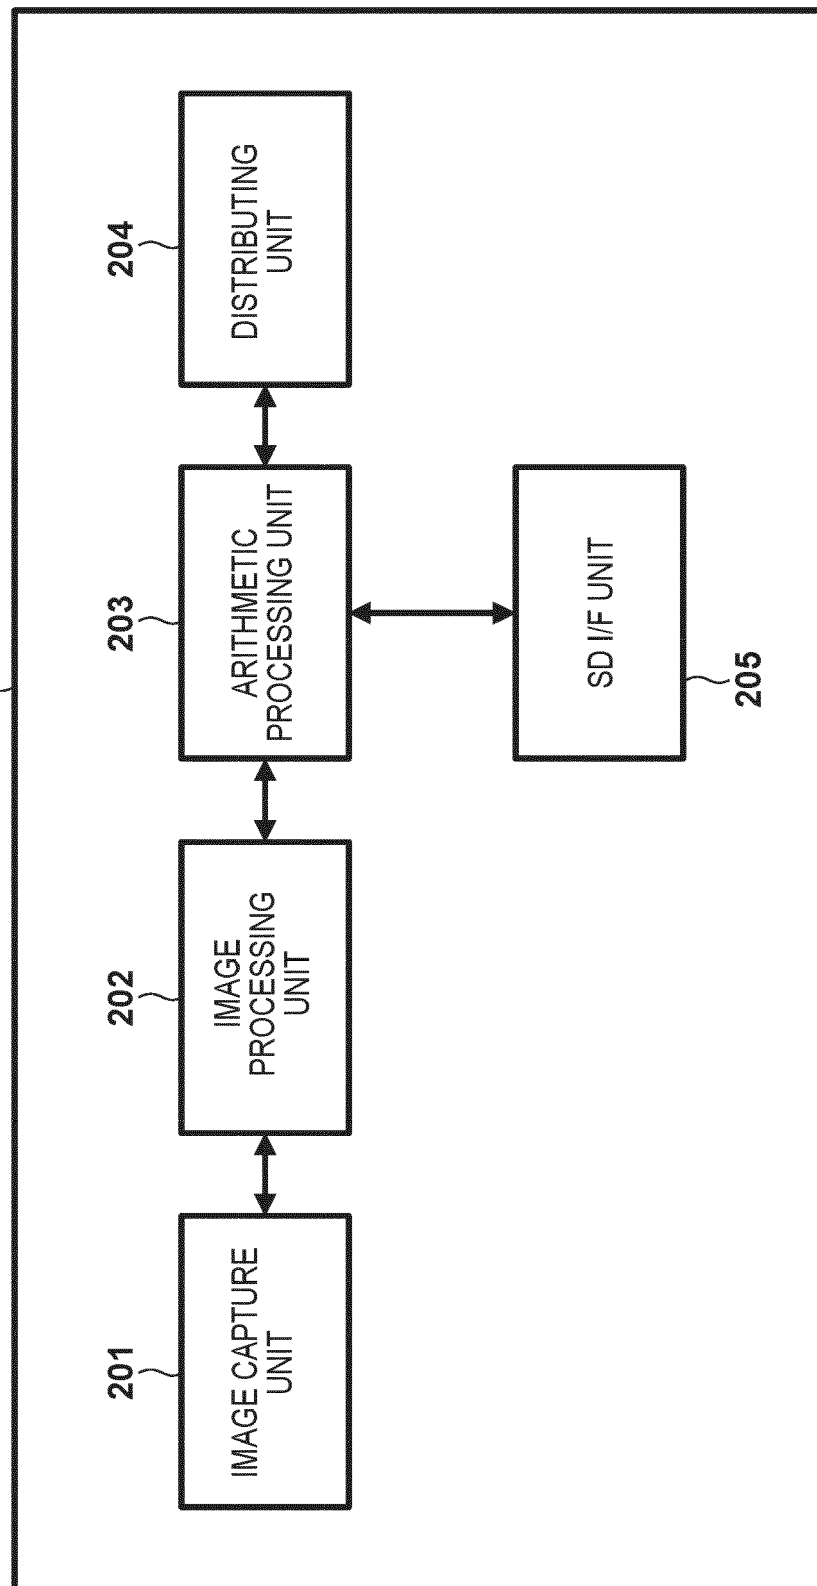 201
IMAGE CAPTURE
UNIT
202
IMAGE
PROCESSING
UNIT
203
ARITHMETIC
PROCESSING UNIT
204
DISTRIBUTING
UNIT
SD I/F UNIT
205